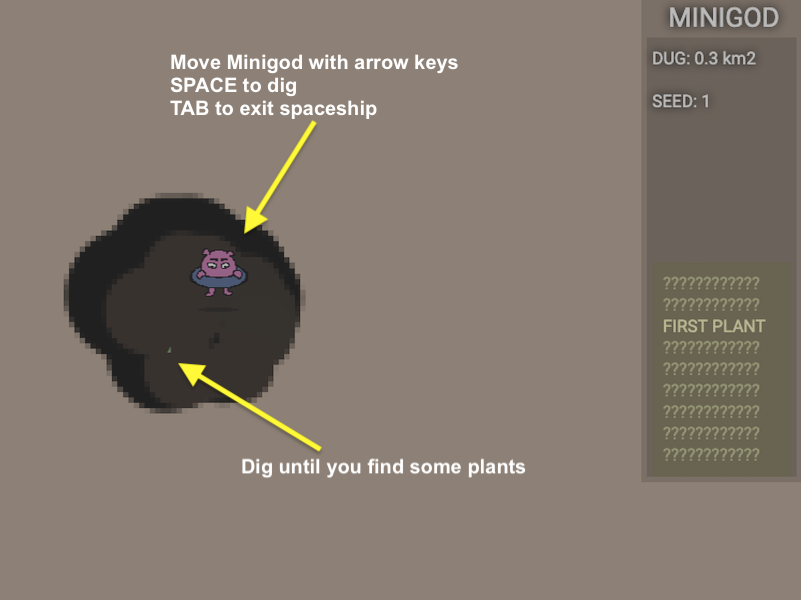 MINIGOD
DUG: 0.3 km2
SEED: 1
Move Minigod with arrow keys
SPACE to dig
TAB to exit spaceship
????????????
????????????
FIRST PLANT
????????????
????????????
????????????
????????????
????????????
????????????
Dig until you find some plants